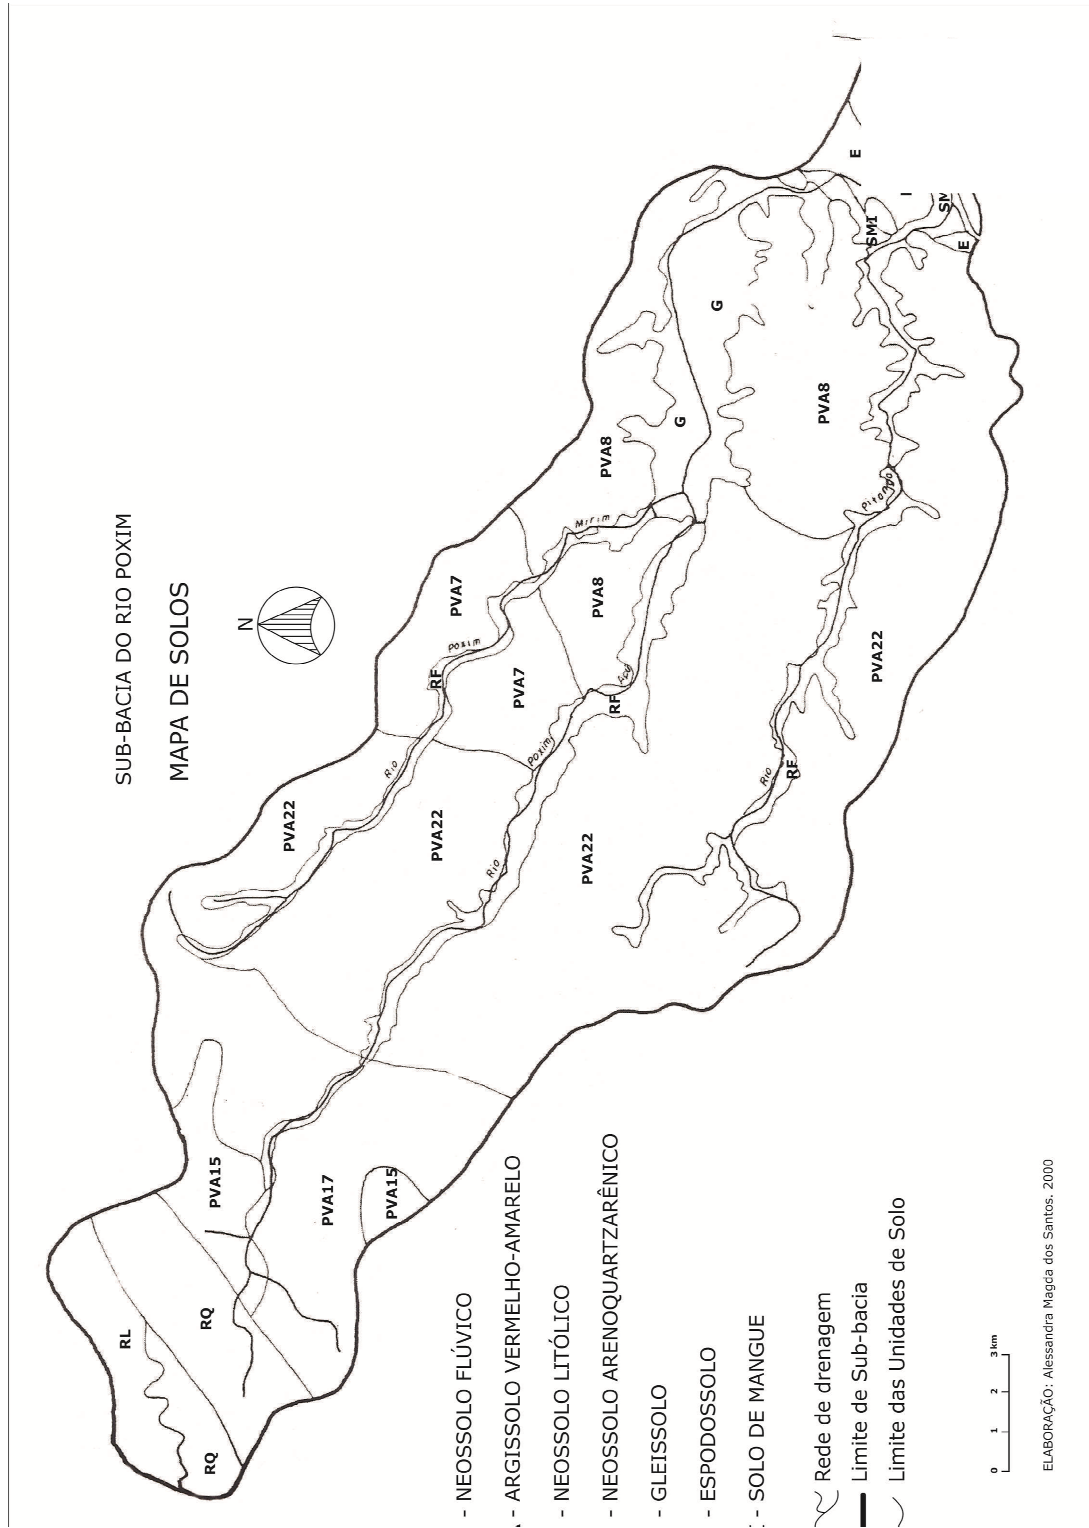 SUB-BACIA DO RIO POXIM
MAPA DE SOLOS
N
RL
RQ
RQ
PVA15
PVA17
PVA15
PVA22
PVA22
PVA22
PVA22
Rio
Poxim
Mirim
RF
PVA7
PVA7
PVA8
PVA8
PVA8
Rio
Poxim
Açu
RF
Rio
Pitanga
RF
G
G
E
E
SMI
SM
- NEOSSOLO FLÚVICO
- ARGISSOLO VERMELHO-AMARELO
- NEOSSOLO LITÓLICO
- NEOSSOLO ARENOQUARTZARÊNICO
- GLEISSOLO
- ESPODOSSOLO
- SOLO DE MANGUE
Rede de drenagem
Limite de Sub-bacia
Limite das Unidades de Solo
0 1 2 3 km
ELABORAÇÃO: Alessandra Magda dos Santos. 2000